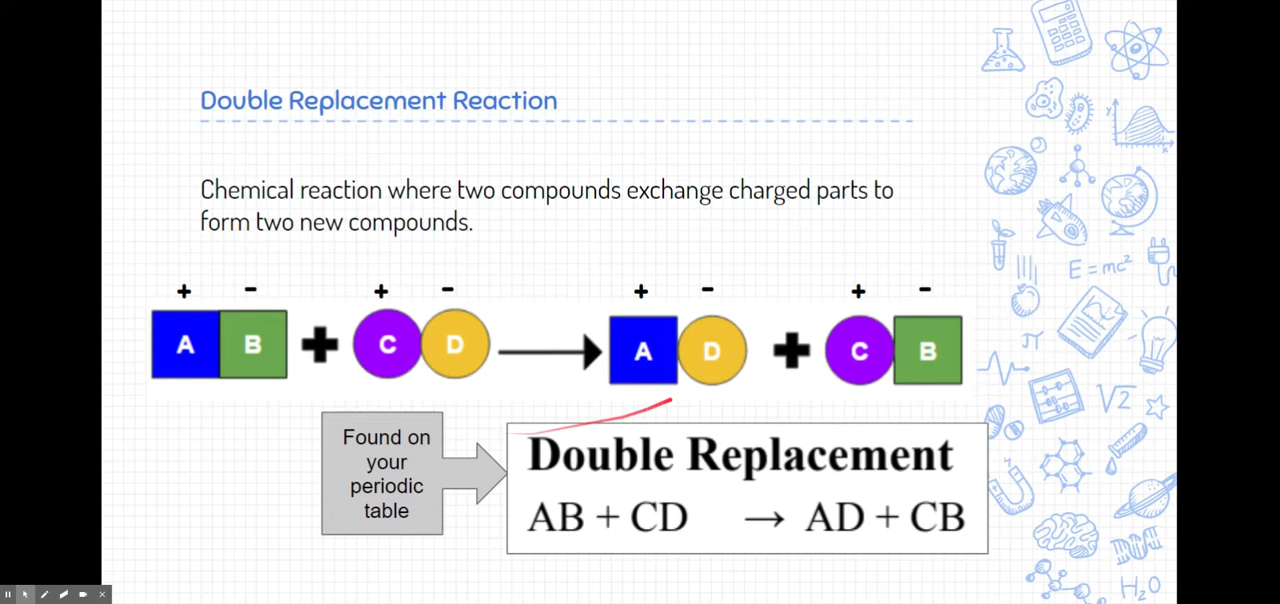 Double Replacement Reaction
Chemical reaction where two compounds exchange charged parts to
form two new compounds.
+ - + - + - + -
A B + C D → A D + C B
Found on
your
periodic
table
Double Replacement
AB + CD → AD + CB
y
x
E = mc²
π
√2
H₂O